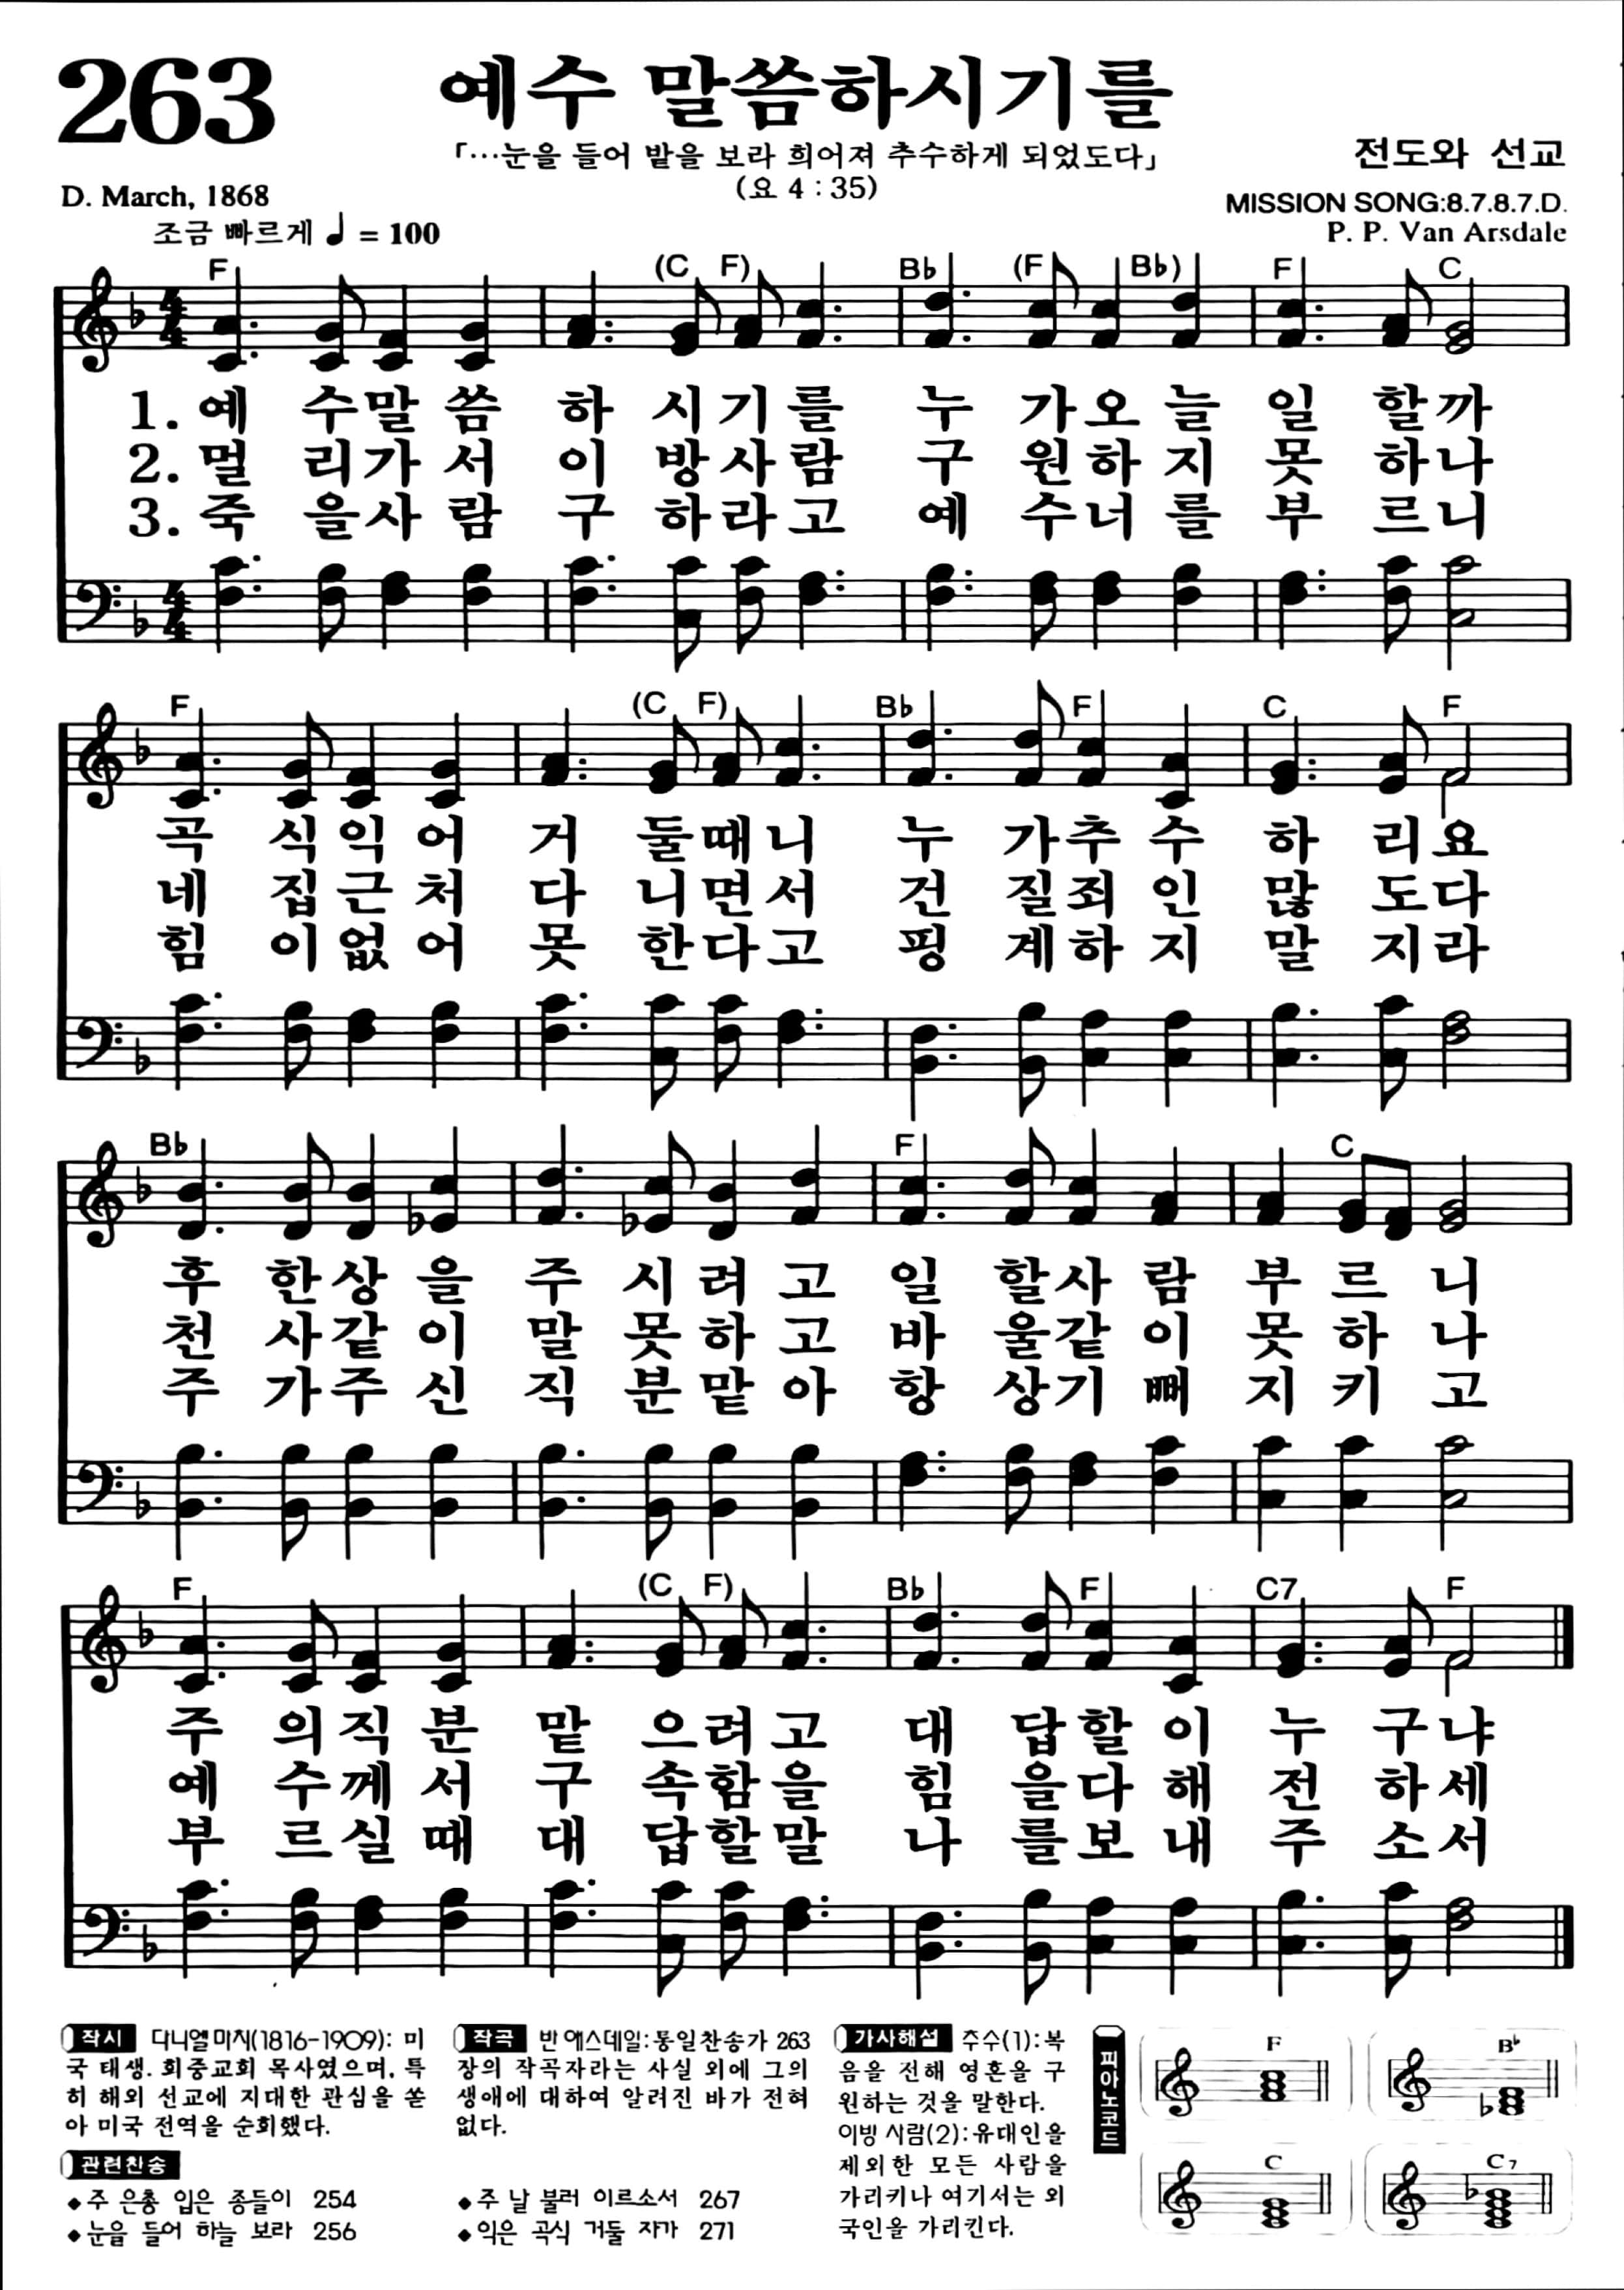 263
예수 말씀하시기를
「…눈을 들어 밭을 보라 희어져 추수하게 되었도다」
(요 4 : 35)
전도와 선교
D. March, 1868
MISSION SONG:8.7.8.7.D.
조금 빠르게 ♩ = 100
P. P. Van Arsdale
F (C F) B♭ (F B♭) F C
1. 예 수말 씀 하 시기를 누 가오 늘 일 할까
2. 멀 리가 서 이 방사람 구 원하 지 못 하나
3. 죽 을사 람 구 하라고 예 수너 를 부 르니
F (C F) B♭ F C F
곡 식익 어 거 둘때니 누 가추 수 하 리요
네 집근 처 다 니면서 건 질죄 인 많 도다
힘 이없 어 못 한다고 핑 계하 지 말 지라
B♭ F C
후 한상 을 주 시 려 고 일 할사 람 부 르 니
천 사같 이 말 못 하 고 바 울같 이 못 하 나
주 가주 신 직 분 맡 아 항 상기 뻐 지 키 고
F (C F) B♭ F C7 F
주 의직 분 맡 으려고 대 답할 이 누 구냐
예 수께 서 구 속함을 힘 을다 해 전 하세
부 르실 때 대 답할말 나 를보 내 주 소서
작시 다니엘 마치(1816-1909): 미
국 태생. 회중교회 목사였으며, 특
히 해외 선교에 지대한 관심을 쏟
아 미국 전역을 순회했다.
관련찬송
◆주 은총 입은 종들이 254
◆눈을 들어 하늘 보라 256
작곡 반 애스데일:통일찬송가 263
장의 작곡자라는 사실 외에 그의
생애에 대하여 알려진 바가 전혀
없다.
◆주 날 불러 이르소서 267
◆익은 곡식 거둘 자가 271
가사해설 추수(1):복
음을 전해 영혼을 구
원하는 것을 말한다.
이방 사람(2):유대인을
제외한 모든 사람을
가리키나 여기서는 외
국인을 가리킨다.
피아노코드
F B♭
C C7